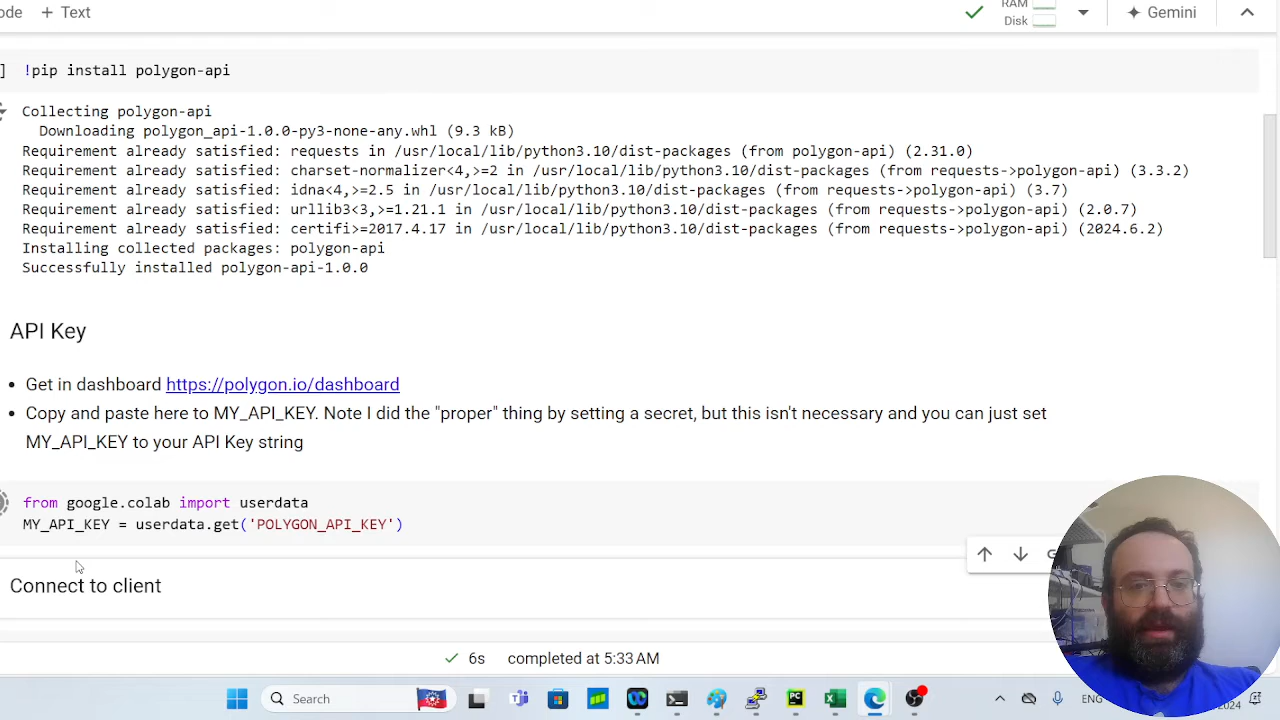 ode + Text
RAM
Disk
Gemini
] !pip install polygon-api
Collecting polygon-api
Downloading polygon_api-1.0.0-py3-none-any.whl (9.3 kB)
Requirement already satisfied: requests in /usr/local/lib/python3.10/dist-packages (from polygon-api) (2.31.0)
Requirement already satisfied: charset-normalizer<4,>=2 in /usr/local/lib/python3.10/dist-packages (from requests->polygon-api) (3.3.2)
Requirement already satisfied: idna<4,>=2.5 in /usr/local/lib/python3.10/dist-packages (from requests->polygon-api) (3.7)
Requirement already satisfied: urllib3<3,>=1.21.1 in /usr/local/lib/python3.10/dist-packages (from requests->polygon-api) (2.0.7)
Requirement already satisfied: certifi>=2017.4.17 in /usr/local/lib/python3.10/dist-packages (from requests->polygon-api) (2024.6.2)
Installing collected packages: polygon-api
Successfully installed polygon-api-1.0.0
API Key
• Get in dashboard https://polygon.io/dashboard
• Copy and paste here to MY_API_KEY. Note I did the "proper" thing by setting a secret, but this isn't necessary and you can just set
MY_API_KEY to your API Key string
from google.colab import userdata
MY_API_KEY = userdata.get('POLYGON_API_KEY')
Connect to client
6s completed at 5:33 AM
Search
ENG
2024